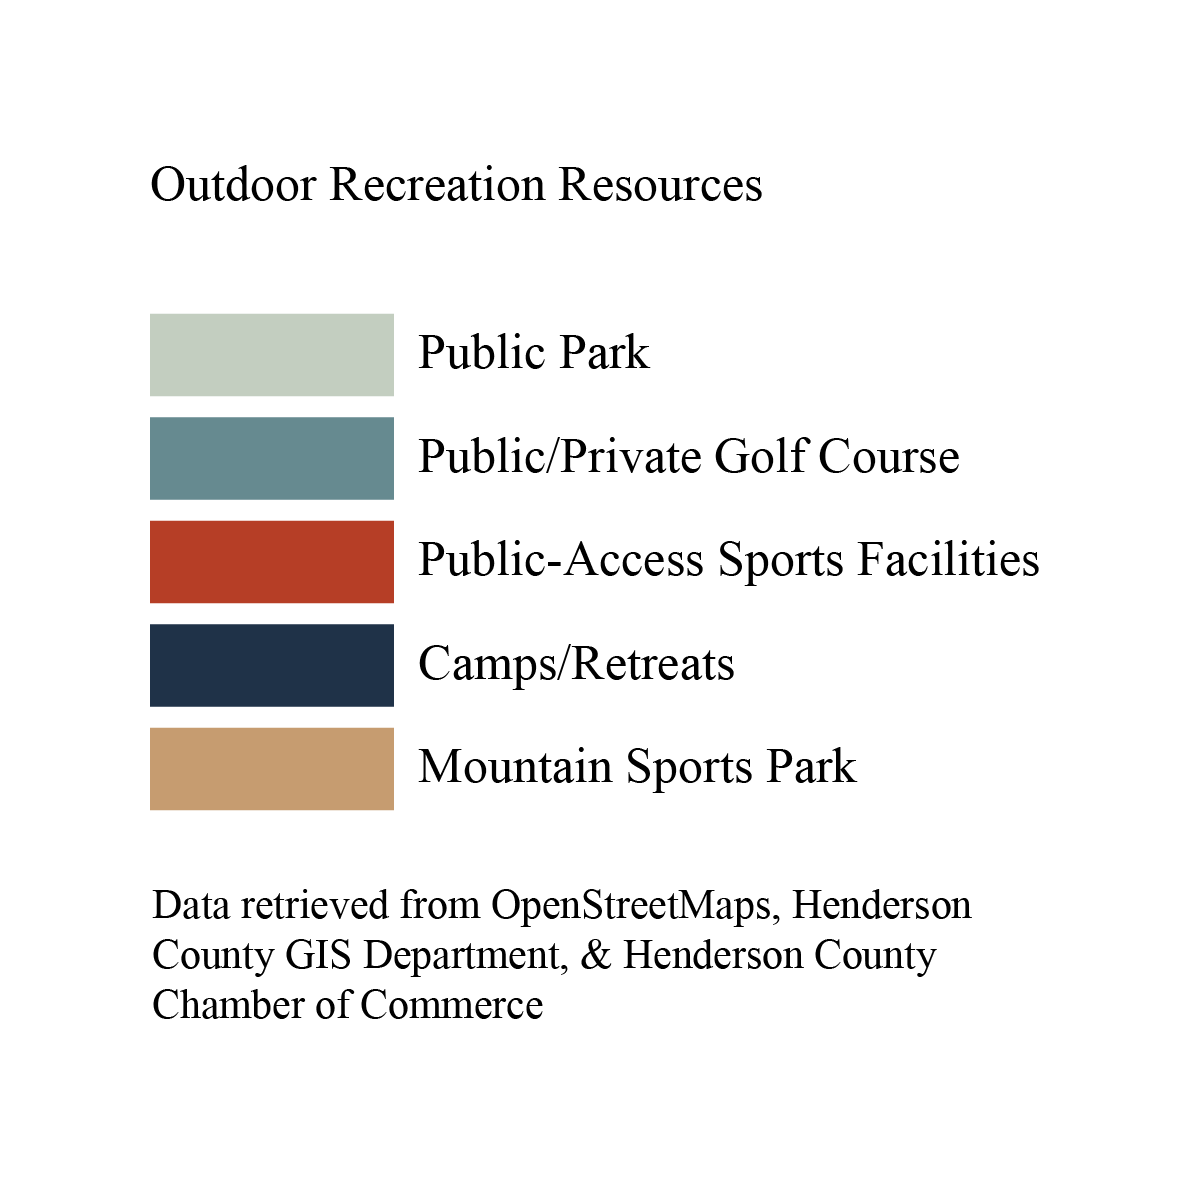 Outdoor Recreation Resources
Public Park
Public/Private Golf Course
Public-Access Sports Facilities
Camps/Retreats
Mountain Sports Park
Data retrieved from OpenStreetMaps, Henderson
County GIS Department, & Henderson County
Chamber of Commerce